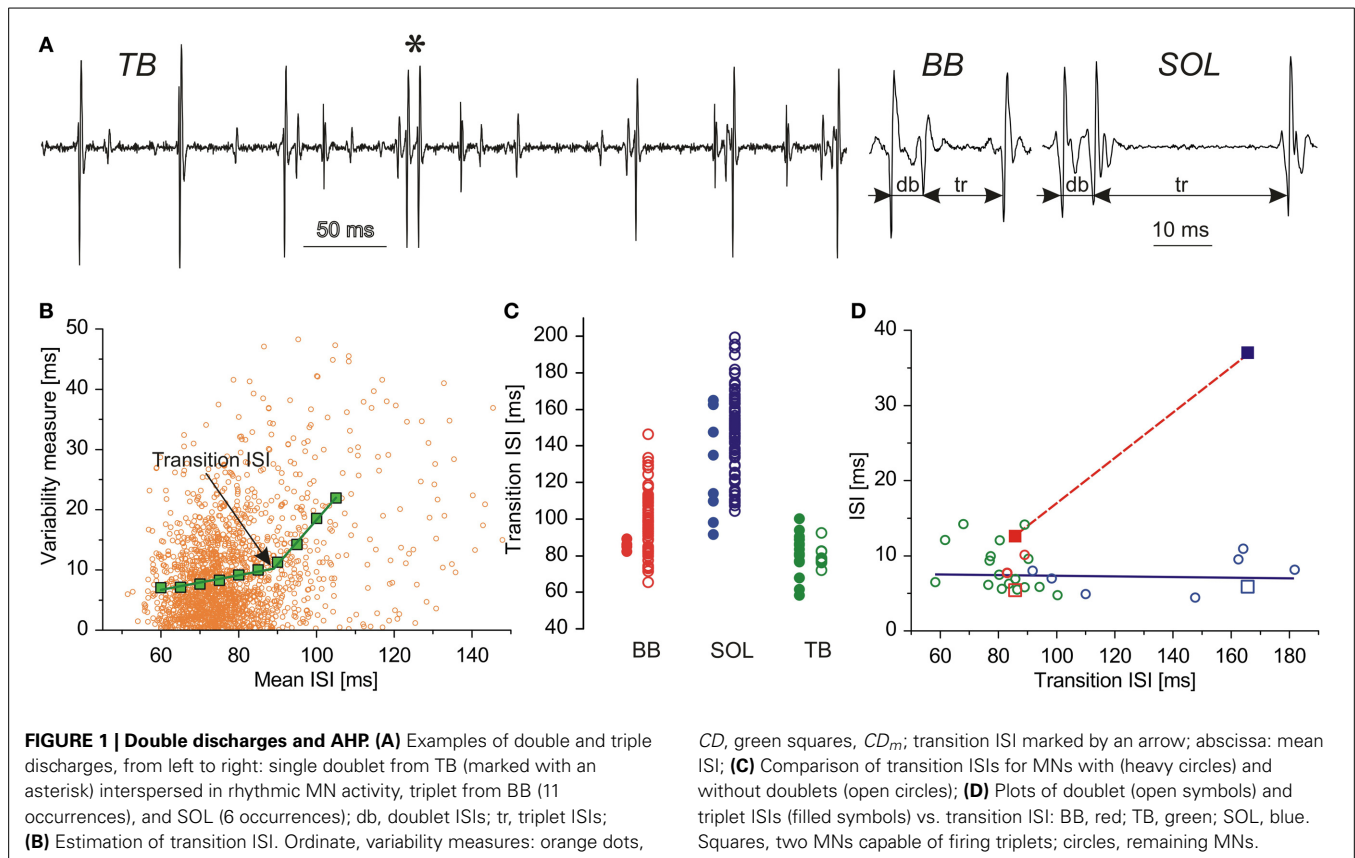 A
TB
*
BB
SOL
db
tr
db
tr
50 ms
10 ms
B
Variability measure [ms]
50
40
30
20
10
0
Transition ISI
60
80
100
120
140
Mean ISI [ms]
C
Transition ISI [ms]
200
180
160
140
120
100
80
60
40
BB
SOL
TB
D
ISI [ms]
40
30
20
10
0
60
80
100
120
140
160
180
Transition ISI [ms]
FIGURE 1 | Double discharges and AHP. (A) Examples of double and triple
discharges, from left to right: single doublet from TB (marked with an
asterisk) interspersed in rhythmic MN activity, triplet from BB (11
occurrences), and SOL (6 occurrences); db, doublet ISIs; tr, triplet ISIs;
(B) Estimation of transition ISI. Ordinate, variability measures: orange dots,
CD, green squares, CDm; transition ISI marked by an arrow; abscissa: mean
ISI; (C) Comparison of transition ISIs for MNs with (heavy circles) and
without doublets (open circles); (D) Plots of doublet (open symbols) and
triplet ISIs (filled symbols) vs. transition ISI: BB, red; TB, green; SOL, blue.
Squares, two MNs capable of firing triplets; circles, remaining MNs.